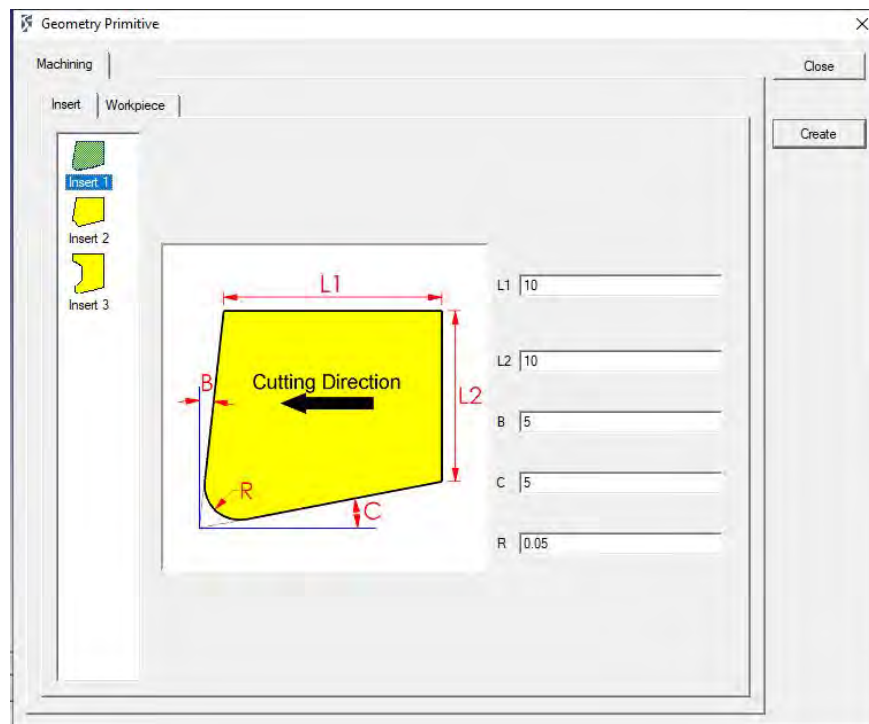 Geometry Primitive
Machining
Close
Insert
Workpiece
Create
Insert 1
Insert 2
Insert 3
L1
B
Cutting Direction
L2
R
C
L1 10
L2 10
B 5
C 5
R 0.05